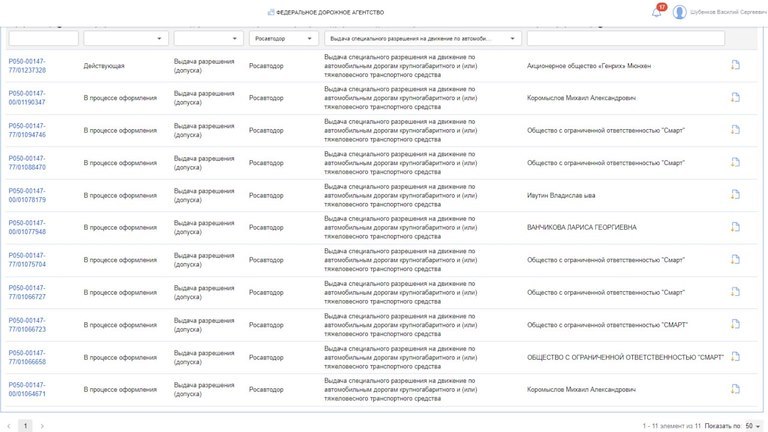 ФЕДЕРАЛЬНОЕ ДОРОЖНОЕ АГЕНТСТВО
17
Шубенков Василий Сергеевич
Росавтодор
Выдача специального разрешения на движение по автомоби...
P050-00147-
77/01237328
Действующая
Выдача разрешения
(допуска)
Росавтодор
Выдача специального разрешения на движение по
автомобильным дорогам крупногабаритного и (или)
тяжеловесного транспортного средства
Акционерное общество «Генрих» Мюнхен
P050-00147-
00/01190347
В процессе оформления
Выдача разрешения
(допуска)
Росавтодор
Выдача специального разрешения на движение по
автомобильным дорогам крупногабаритного и (или)
тяжеловесного транспортного средства
Коромыслов Михаил Александрович
P050-00147-
77/01094745
В процессе оформления
Выдача разрешения
(допуска)
Росавтодор
Выдача специального разрешения на движение по
автомобильным дорогам крупногабаритного и (или)
тяжеловесного транспортного средства
Общество с ограниченной ответственностью "Смарт"
P050-00147-
77/01088470
В процессе оформления
Выдача разрешения
(допуска)
Росавтодор
Выдача специального разрешения на движение по
автомобильным дорогам крупногабаритного и (или)
тяжеловесного транспортного средства
Общество с ограниченной ответственностью "Смарт"
P050-00147-
00/01078179
В процессе оформления
Выдача разрешения
(допуска)
Росавтодор
Выдача специального разрешения на движение по
автомобильным дорогам крупногабаритного и (или)
тяжеловесного транспортного средства
Ивутин Владислав ыва
P050-00147-
00/01077948
В процессе оформления
Выдача разрешения
(допуска)
Росавтодор
Выдача специального разрешения на движение по
автомобильным дорогам крупногабаритного и (или)
тяжеловесного транспортного средства
ВАНЧИКОВА ЛАРИСА ГЕОРГИЕВНА
P050-00147-
77/01075704
В процессе оформления
Выдача разрешения
(допуска)
Росавтодор
Выдача специального разрешения на движение по
автомобильным дорогам крупногабаритного и (или)
тяжеловесного транспортного средства
Общество с ограниченной ответственностью "Смарт"
P050-00147-
77/01066727
В процессе оформления
Выдача разрешения
(допуска)
Росавтодор
Выдача специального разрешения на движение по
автомобильным дорогам крупногабаритного и (или)
тяжеловесного транспортного средства
Общество с ограниченной ответственностью "Смарт"
P050-00147-
77/01066723
В процессе оформления
Выдача разрешения
(допуска)
Росавтодор
Выдача специального разрешения на движение по
автомобильным дорогам крупногабаритного и (или)
тяжеловесного транспортного средства
Общество с ограниченной ответственностью "СМАРТ"
P050-00147-
77/01066658
В процессе оформления
Выдача разрешения
(допуска)
Росавтодор
Выдача специального разрешения на движение по
автомобильным дорогам крупногабаритного и (или)
тяжеловесного транспортного средства
ОБЩЕСТВО С ОГРАНИЧЕННОЙ ОТВЕТСТВЕННОСТЬЮ "СМАРТ"
P050-00147-
00/01064671
В процессе оформления
Выдача разрешения
(допуска)
Росавтодор
Выдача специального разрешения на движение по
автомобильным дорогам крупногабаритного и (или)
тяжеловесного транспортного средства
Коромыслов Михаил Александрович
1
1 - 11 элемент из 11
Показать по: 50